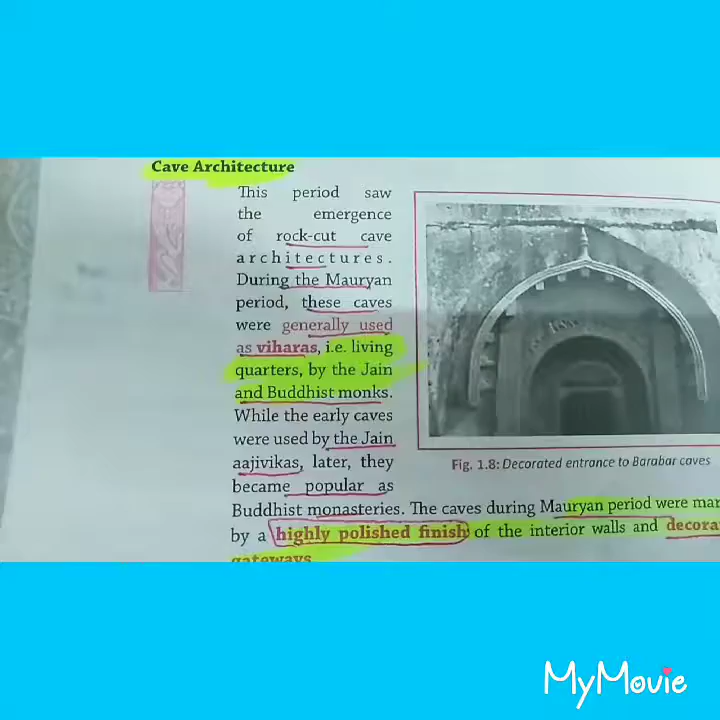 Cave Architecture
This period saw
the emergence
of rock-cut cave
architectures.
During the Mauryan
period, these caves
were generally used
as viharas, i.e. living
quarters, by the Jain
and Buddhist monks.
While the early caves
were used by the Jain
aajivikas, later, they
became popular as
Fig. 1.8: Decorated entrance to Barabar caves
Buddhist monasteries. The caves during Mauryan period were mar
by a highly polished finish of the interior walls and decora
gateways
MyMovie